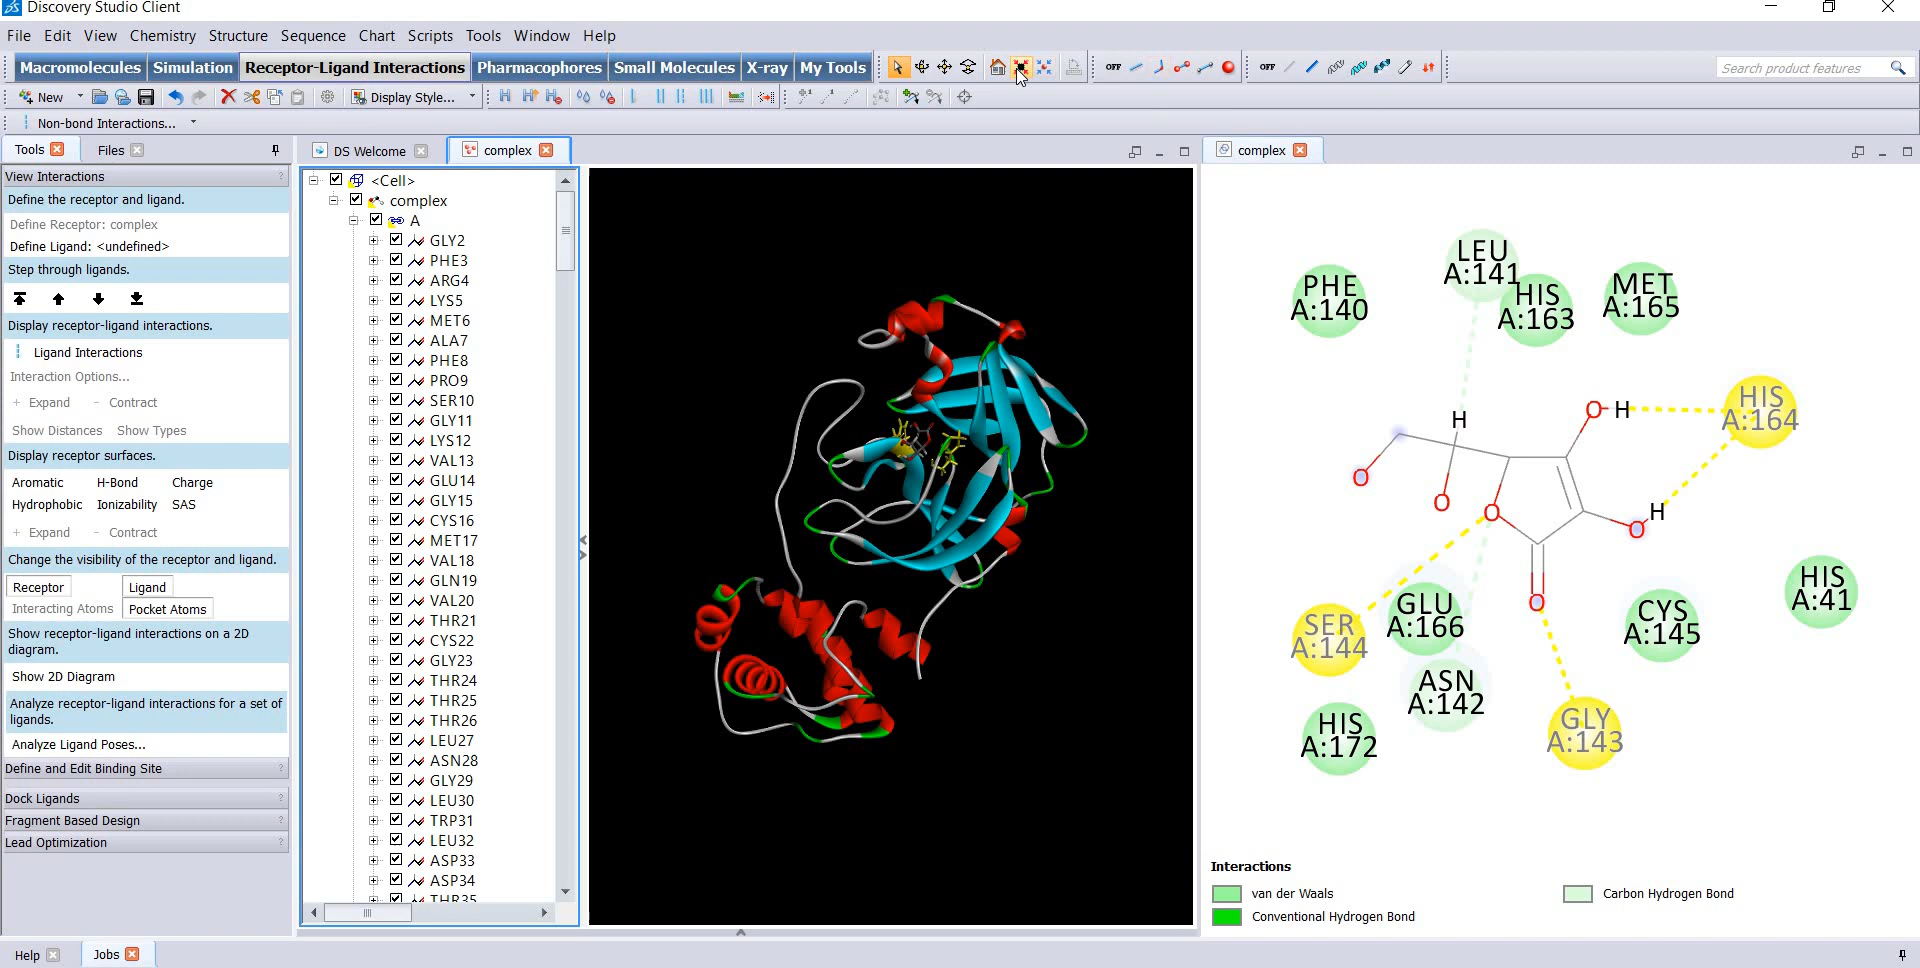 Discovery Studio Client
File Edit View Chemistry Structure Sequence Chart Scripts Tools Window Help
Macromolecules Simulation Receptor-Ligand Interactions Pharmacophores Small Molecules X-ray My Tools OFF OFF Search product features
New Display Style...
Non-bond Interactions...
Tools Files
View Interactions ?
Define the receptor and ligand.
Define Receptor: complex
Define Ligand: <undefined>
Step through ligands.
Display receptor-ligand interactions.
Ligand Interactions
Interaction Options...
+ Expand - Contract
Show Distances Show Types
Display receptor surfaces.
Aromatic H-Bond Charge
Hydrophobic Ionizability SAS
+ Expand - Contract
Change the visibility of the receptor and ligand.
Receptor Ligand
Interacting Atoms Pocket Atoms
Show receptor-ligand interactions on a 2D
diagram.
Show 2D Diagram
Analyze receptor-ligand interactions for a set of
ligands.
Analyze Ligand Poses...
Define and Edit Binding Site ?
Dock Ligands ?
Fragment Based Design ?
Lead Optimization ?
DS Welcome complex
<Cell>
complex
A
GLY2
PHE3
ARG4
LYS5
MET6
ALA7
PHE8
PRO9
SER10
GLY11
LYS12
VAL13
GLU14
GLY15
CYS16
MET17
VAL18
GLN19
VAL20
THR21
CYS22
GLY23
THR24
THR25
THR26
LEU27
ASN28
GLY29
LEU30
TRP31
LEU32
ASP33
ASP34
THR35
complex
LEU
A:141
PHE
A:140
HIS
A:163
MET
A:165
HIS
A:164
O H
H
O
O
O
H
O
O
HIS
A:41
GLU
A:166
CYS
A:145
SER
A:144
ASN
A:142
GLY
A:143
HIS
A:172
Interactions
van der Waals
Conventional Hydrogen Bond
Carbon Hydrogen Bond
Help Jobs